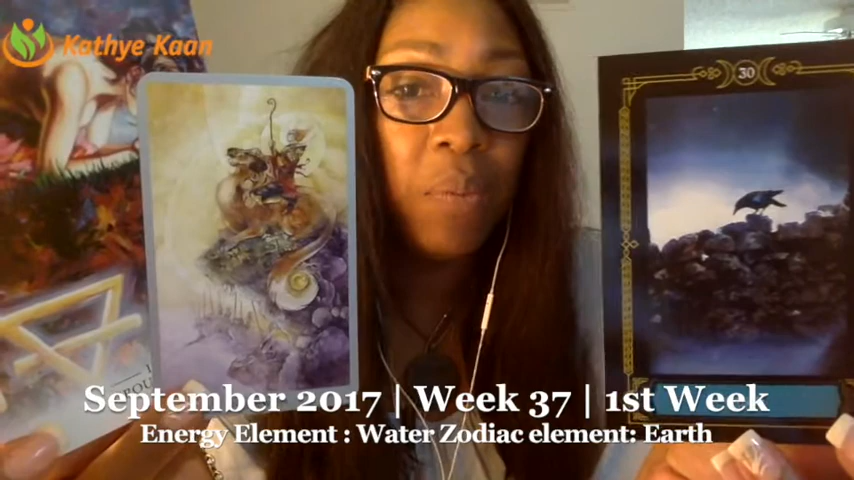 Kathye Kaan
30
September 2017 | Week 37 | 1st Week
Energy Element : Water Zodiac element: Earth